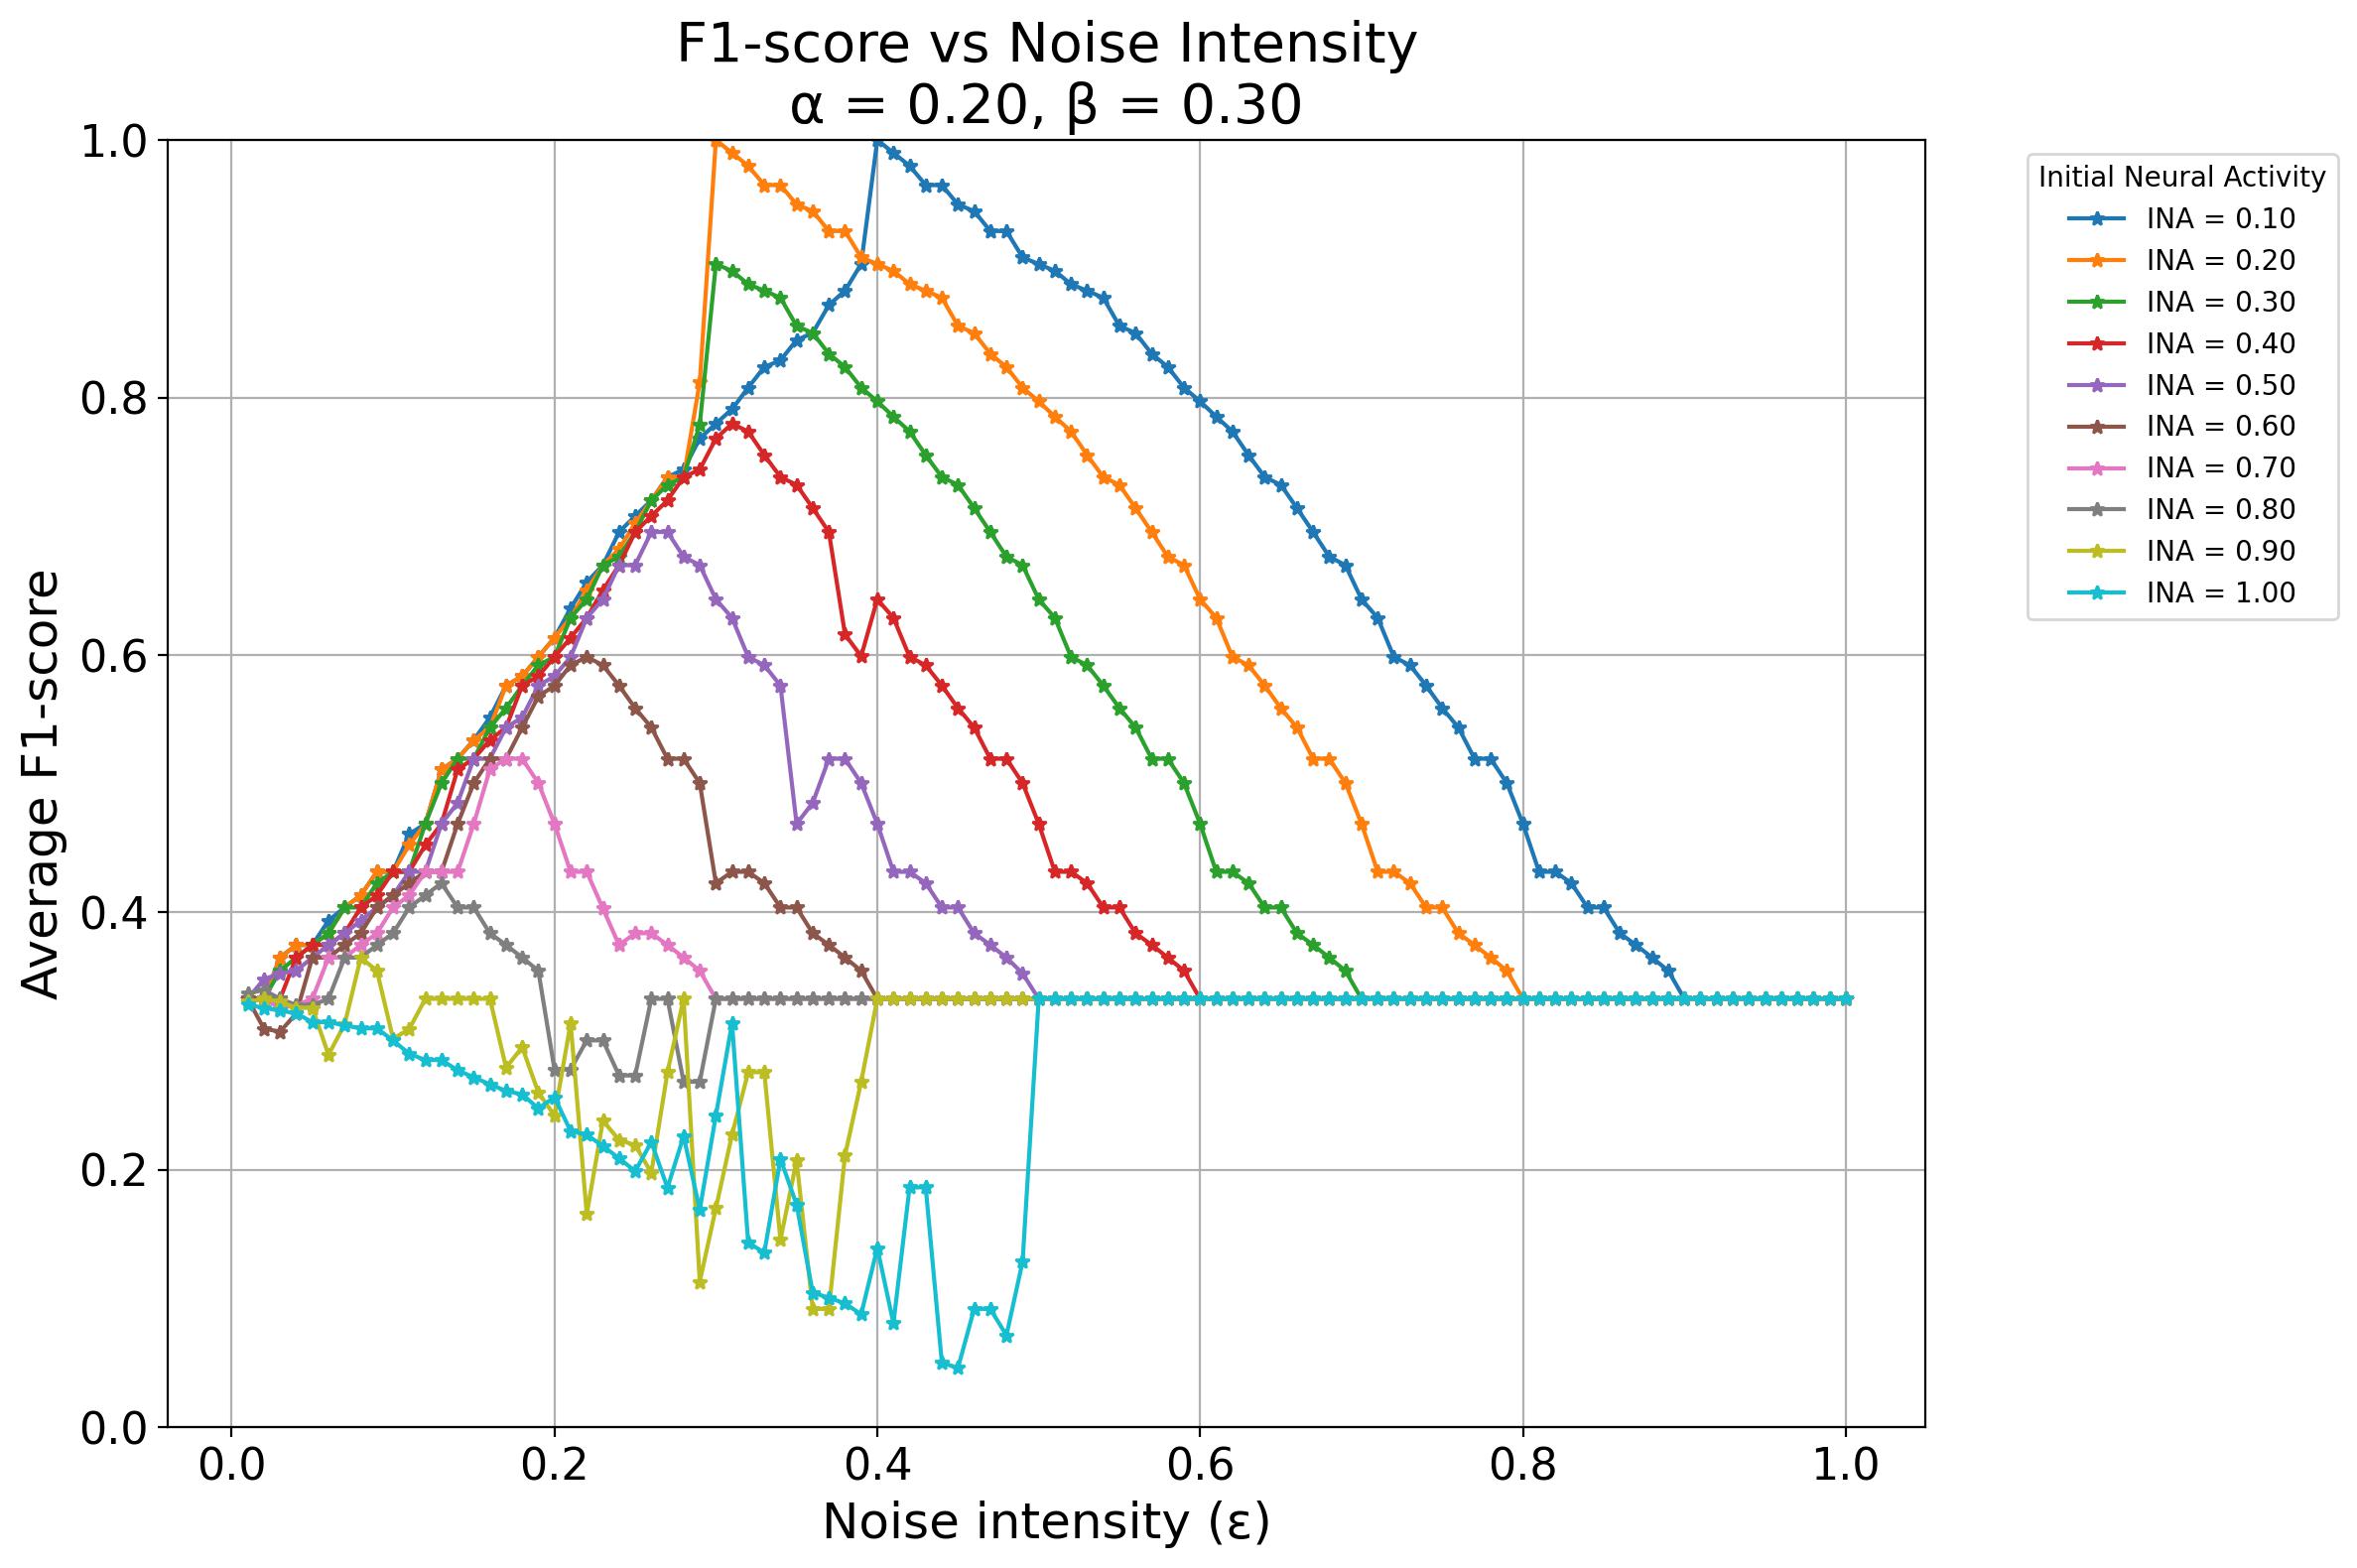 F1-score vs Noise Intensity
α = 0.20, β = 0.30
Average F1-score
1.0
0.8
0.6
0.4
0.2
0.0
0.0 0.2 0.4 0.6 0.8 1.0
Noise intensity (ε)
Initial Neural Activity
INA = 0.10
INA = 0.20
INA = 0.30
INA = 0.40
INA = 0.50
INA = 0.60
INA = 0.70
INA = 0.80
INA = 0.90
INA = 1.00